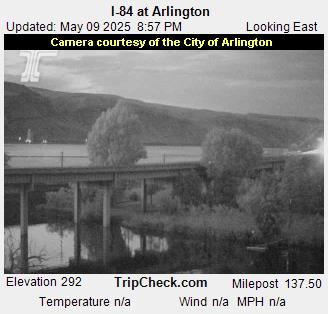 I-84 at Arlington
Updated: May 09 2025 8:57 PM Looking East
Camera courtesy of the City of Arlington
Elevation 292 TripCheck.com Milepost 137.50
Temperature n/a Wind n/a MPH n/a